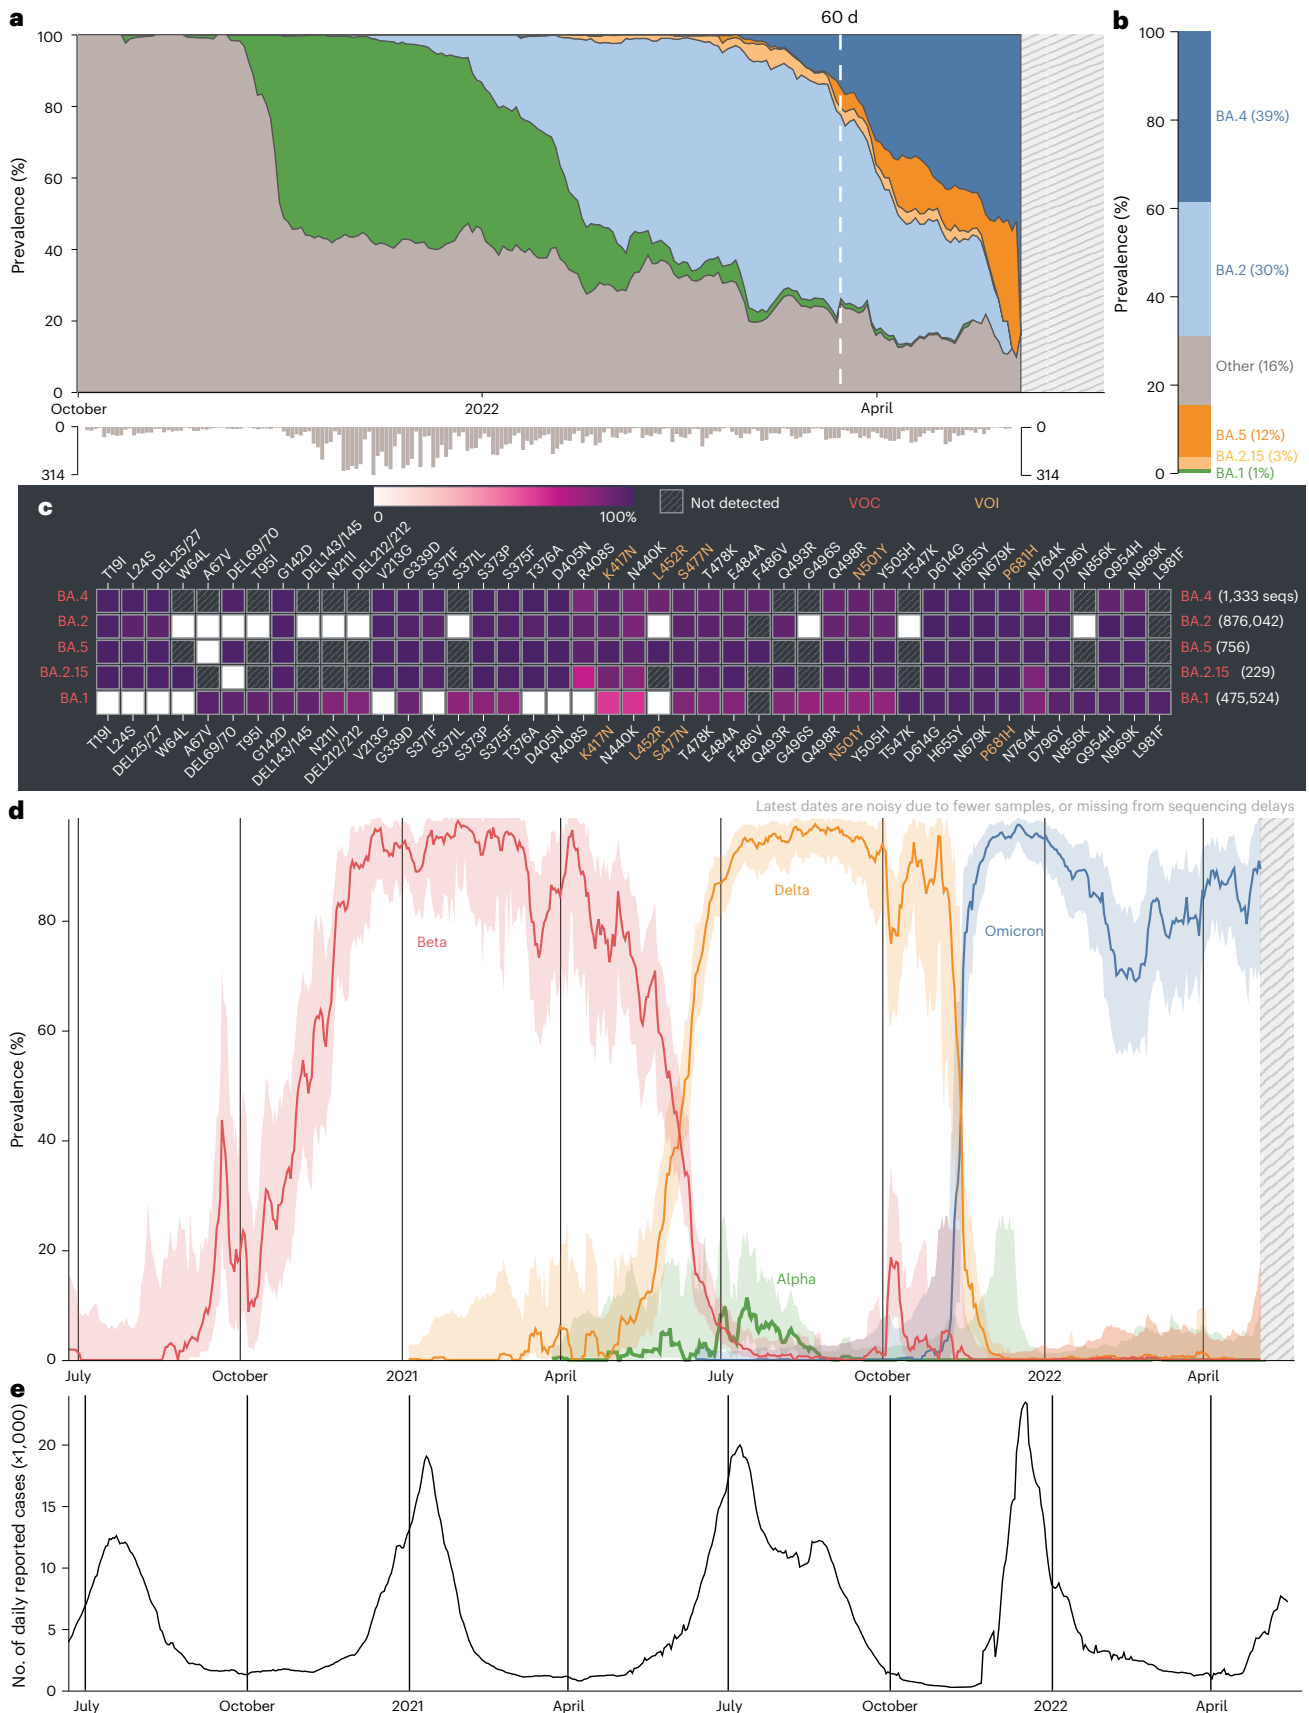 a
60 d
100
80
60
40
20
0
Prevalence (%)
October
2022
April
0
314
0
314
b
100
80
60
40
20
0
Prevalence (%)
BA.4 (39%)
BA.2 (30%)
Other (16%)
BA.5 (12%)
BA.2.15 (3%)
BA.1 (1%)
c
0
100%
Not detected
VOC
VOI
T19I L24S DEL25/27 W64L A67V DEL69/70 T95I G142D DEL143/145 N211I DEL212/212 V213G G339D S371F S371L S373P S375F T376A D405N R408S K417N N440K L452R S477N T478K E484A F486V Q493R G496S Q498R N501Y Y505H T547K D614G H655Y N679K P681H N764K D796Y N856K Q954H N969K L981F
BA.4
BA.4 (1,333 seqs)
BA.2
BA.2 (876,042)
BA.5
BA.5 (756)
BA.2.15
BA.2.15 (229)
BA.1
BA.1 (475,524)
T19I L24S DEL25/27 W64L A67V DEL69/70 T95I G142D DEL143/145 N211I DEL212/212 V213G G339D S371F S371L S373P S375F T376A D405N R408S K417N N440K L452R S477N T478K E484A F486V Q493R G496S Q498R N501Y Y505H T547K D614G H655Y N679K P681H N764K D796Y N856K Q954H N969K L981F
d
Latest dates are noisy due to fewer samples, or missing from sequencing delays
80
60
40
20
0
Prevalence (%)
Beta
Delta
Omicron
Alpha
July
October
2021
April
July
October
2022
April
e
No. of daily reported cases (×1,000)
20
15
10
5
0
July
October
2021
April
July
October
2022
April